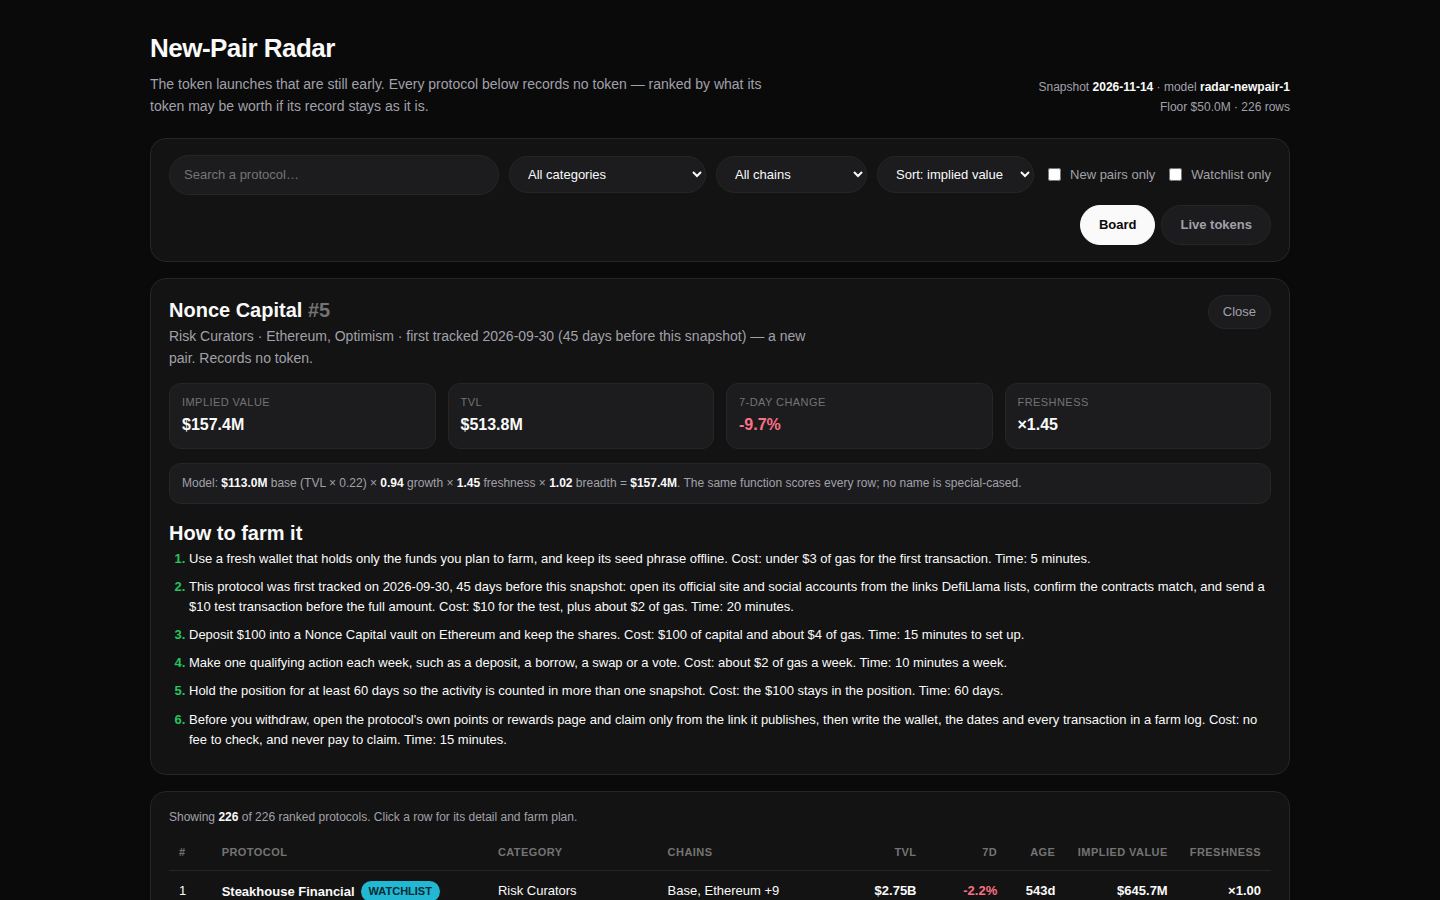 New-Pair Radar
The token launches that are still early. Every protocol below records no token — ranked by what its
token may be worth if its record stays as it is.
Snapshot 2026-11-14 · model radar-newpair-1
Floor $50.0M · 226 rows
Search a protocol…
All categories
All chains
Sort: implied value
New pairs only
Watchlist only
Board
Live tokens
Nonce Capital #5
Close
Risk Curators · Ethereum, Optimism · first tracked 2026-09-30 (45 days before this snapshot) — a new
pair. Records no token.
IMPLIED VALUE
$157.4M
TVL
$513.8M
7-DAY CHANGE
-9.7%
FRESHNESS
×1.45
Model: $113.0M base (TVL × 0.22) × 0.94 growth × 1.45 freshness × 1.02 breadth = $157.4M. The same function scores every row; no name is special-cased.
How to farm it
1. Use a fresh wallet that holds only the funds you plan to farm, and keep its seed phrase offline. Cost: under $3 of gas for the first transaction. Time: 5 minutes.
2. This protocol was first tracked on 2026-09-30, 45 days before this snapshot: open its official site and social accounts from the links DefiLlama lists, confirm the contracts match, and send a
$10 test transaction before the full amount. Cost: $10 for the test, plus about $2 of gas. Time: 20 minutes.
3. Deposit $100 into a Nonce Capital vault on Ethereum and keep the shares. Cost: $100 of capital and about $4 of gas. Time: 15 minutes to set up.
4. Make one qualifying action each week, such as a deposit, a borrow, a swap or a vote. Cost: about $2 of gas a week. Time: 10 minutes a week.
5. Hold the position for at least 60 days so the activity is counted in more than one snapshot. Cost: the $100 stays in the position. Time: 60 days.
6. Before you withdraw, open the protocol's own points or rewards page and claim only from the link it publishes, then write the wallet, the dates and every transaction in a farm log. Cost: no
fee to check, and never pay to claim. Time: 15 minutes.
Showing 226 of 226 ranked protocols. Click a row for its detail and farm plan.
# PROTOCOL CATEGORY CHAINS TVL 7D AGE IMPLIED VALUE FRESHNESS
1 Steakhouse Financial WATCHLIST Risk Curators Base, Ethereum +9 $2.75B -2.2% 543d $645.7M ×1.00